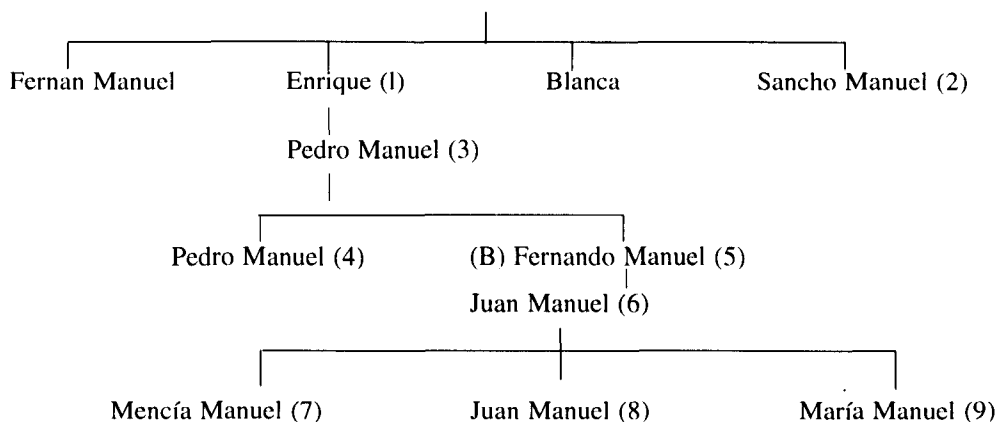 Fernan Manuel Enrique (1) Blanca Sancho Manuel (2)
Pedro Manuel (3)
Pedro Manuel (4) (B) Fernando Manuel (5)
Juan Manuel (6)
Mencía Manuel (7) Juan Manuel (8) María Manuel (9)